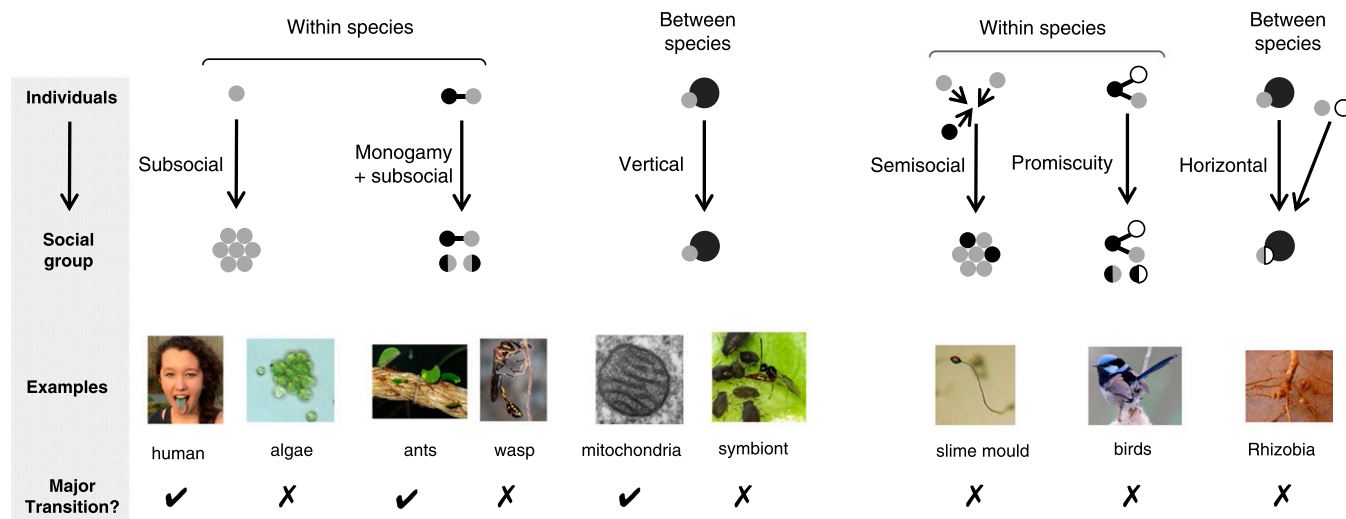 Within species
Between
species
Within species
Between
species
Individuals
Subsocial
Monogamy
+ subsocial
Vertical
Semisocial
Promiscuity
Horizontal
Social
group
Examples
human
algae
ants
wasp
mitochondria
symbiont
slime mould
birds
Rhizobia
Major
Transition?
✔ ✗ ✔ ✗ ✔ ✗ ✗ ✗ ✗